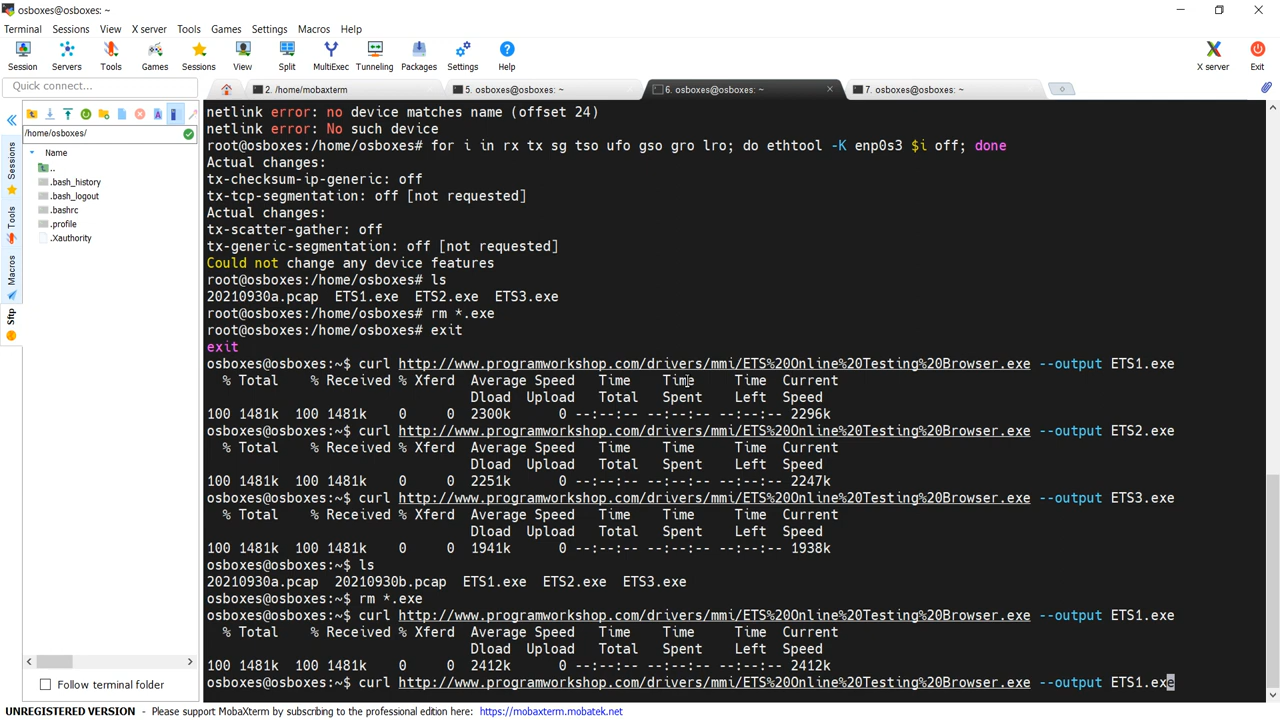 osboxes@osboxes: ~
Terminal Sessions View X server Tools Games Settings Macros Help
Session Servers Tools Games Sessions View Split MultiExec Tunneling Packages Settings Help X server Exit
Quick connect...
2. /home/mobaxterm
5. osboxes@osboxes: ~
6. osboxes@osboxes: ~
7. osboxes@osboxes: ~
/home/osboxes/
Name
..
.bash_history
.bash_logout
.bashrc
.profile
.Xauthority
Sessions
Tools
Macros
Sftp
Follow terminal folder
netlink error: no device matches name (offset 24)
netlink error: No such device
root@osboxes:/home/osboxes# for i in rx tx sg tso ufo gso gro lro; do ethtool -K enp0s3 $i off; done
Actual changes:
tx-checksum-ip-generic: off
tx-tcp-segmentation: off [not requested]
Actual changes:
tx-scatter-gather: off
tx-generic-segmentation: off [not requested]
Could not change any device features
root@osboxes:/home/osboxes# ls
20210930a.pcap ETS1.exe ETS2.exe ETS3.exe
root@osboxes:/home/osboxes# rm *.exe
root@osboxes:/home/osboxes# exit
exit
osboxes@osboxes:~$ curl http://www.programworkshop.com/drivers/mmi/ETS%20Online%20Testing%20Browser.exe --output ETS1.exe
% Total % Received % Xferd Average Speed Time Time Time Current
Dload Upload Total Spent Left Speed
100 1481k 100 1481k 0 0 2300k 0 --:--:-- --:--:-- --:--:-- 2296k
osboxes@osboxes:~$ curl http://www.programworkshop.com/drivers/mmi/ETS%20Online%20Testing%20Browser.exe --output ETS2.exe
% Total % Received % Xferd Average Speed Time Time Time Current
Dload Upload Total Spent Left Speed
100 1481k 100 1481k 0 0 2251k 0 --:--:-- --:--:-- --:--:-- 2247k
osboxes@osboxes:~$ curl http://www.programworkshop.com/drivers/mmi/ETS%20Online%20Testing%20Browser.exe --output ETS3.exe
% Total % Received % Xferd Average Speed Time Time Time Current
Dload Upload Total Spent Left Speed
100 1481k 100 1481k 0 0 1941k 0 --:--:-- --:--:-- --:--:-- 1938k
osboxes@osboxes:~$ ls
20210930a.pcap 20210930b.pcap ETS1.exe ETS2.exe ETS3.exe
osboxes@osboxes:~$ rm *.exe
osboxes@osboxes:~$ curl http://www.programworkshop.com/drivers/mmi/ETS%20Online%20Testing%20Browser.exe --output ETS1.exe
% Total % Received % Xferd Average Speed Time Time Time Current
Dload Upload Total Spent Left Speed
100 1481k 100 1481k 0 0 2412k 0 --:--:-- --:--:-- --:--:-- 2412k
osboxes@osboxes:~$ curl http://www.programworkshop.com/drivers/mmi/ETS%20Online%20Testing%20Browser.exe --output ETS1.exe
UNREGISTERED VERSION - Please support MobaXterm by subscribing to the professional edition here: https://mobaxterm.mobatek.net